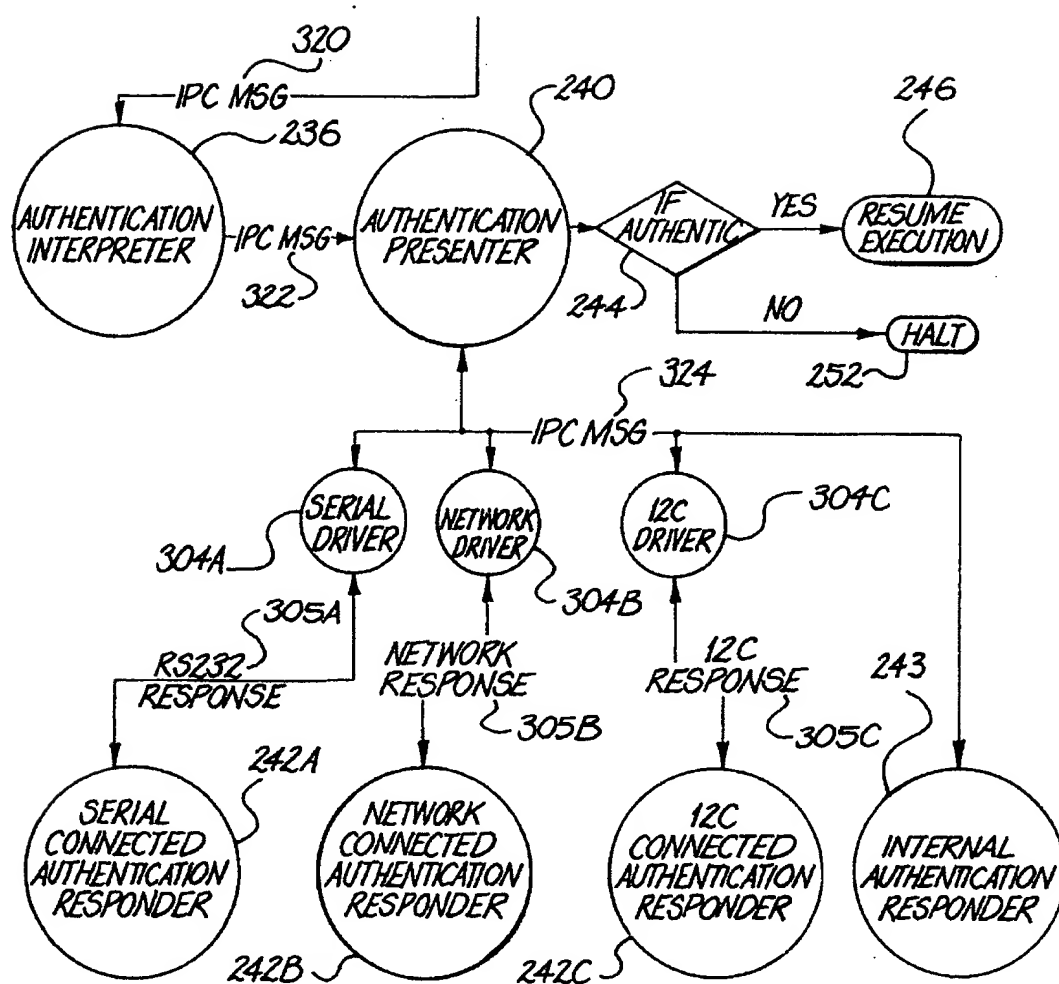 320
IPC MSG
236
240
246
AUTHENTICATION
INTERPRETER
IPC MSG
322
AUTHENTICATION
PRESENTER
IF
AUTHENTIC
244
YES
RESUME
EXECUTION
NO
HALT
252
324
IPC MSG
SERIAL
DRIVER
304A
NETWORK
DRIVER
304B
12C
DRIVER
304C
305A
RS232
RESPONSE
NETWORK
RESPONSE
305B
12C
RESPONSE
305C
243
242A
SERIAL
CONNECTED
AUTHENTICATION
RESPONDER
NETWORK
CONNECTED
AUTHENTICATION
RESPONDER
242B
12C
CONNECTED
AUTHENTICATION
RESPONDER
242C
INTERNAL
AUTHENTICATION
RESPONDER